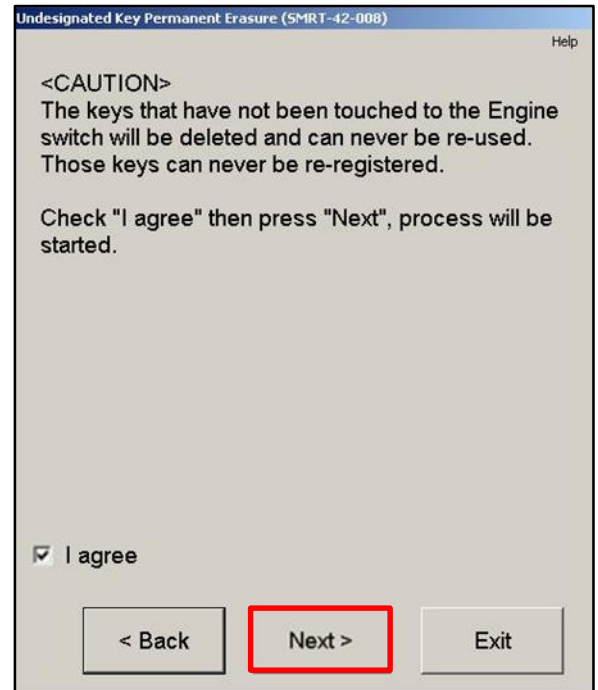 Undesignated Key Permanent Erasure (SMRT-42-008)
Help
<CAUTION>
The keys that have not been touched to the Engine
switch will be deleted and can never be re-used.
Those keys can never be re-registered.
Check "I agree" then press "Next", process will be
started.
I agree
< Back
Next >
Exit